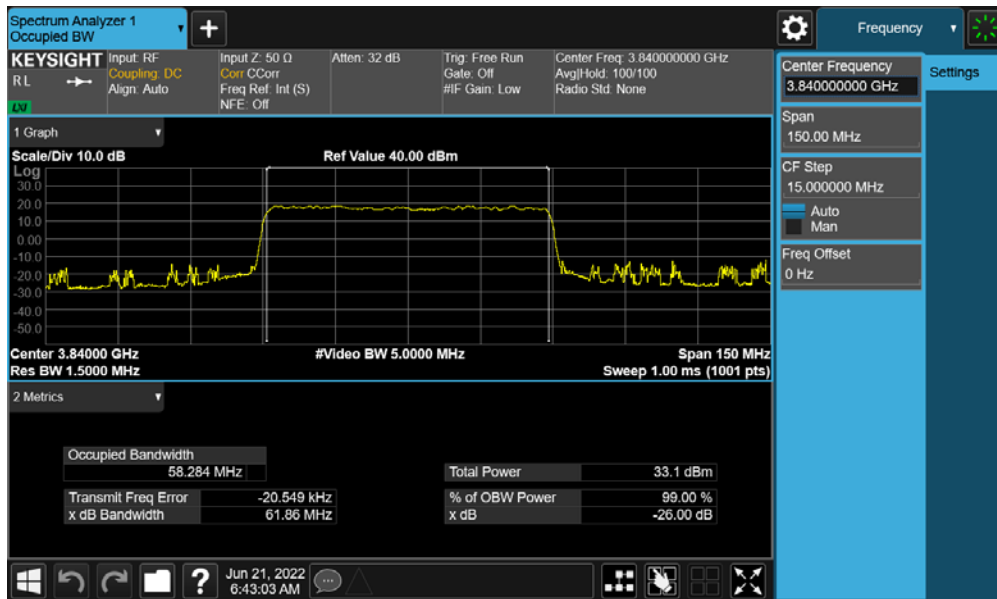 Spectrum Analyzer 1
Occupied BW
+
Frequency
KEYSIGHT
R L
LXI
Input: RF
Coupling: DC
Align: Auto
Input Z: 50 Ω
Corr CCorr
Freq Ref: Int (S)
NFE: Off
Atten: 32 dB
Trig: Free Run
Gate: Off
#IF Gain: Low
Center Freq: 3.840000000 GHz
Avg|Hold: 100/100
Radio Std: None
Center Frequency
3.840000000 GHz
Settings
Span
150.00 MHz
CF Step
15.000000 MHz
Auto
Man
Freq Offset
0 Hz
1 Graph
Scale/Div 10.0 dB
Ref Value 40.00 dBm
Log
30.0
20.0
10.0
0.00
-10.0
-20.0
-30.0
-40.0
-50.0
Center 3.84000 GHz
#Video BW 5.0000 MHz
Span 150 MHz
Res BW 1.5000 MHz
Sweep 1.00 ms (1001 pts)
2 Metrics
Occupied Bandwidth
58.284 MHz
Total Power 33.1 dBm
Transmit Freq Error -20.549 kHz
% of OBW Power 99.00 %
x dB Bandwidth 61.86 MHz
x dB -26.00 dB
?
Jun 21, 2022
6:43:03 AM